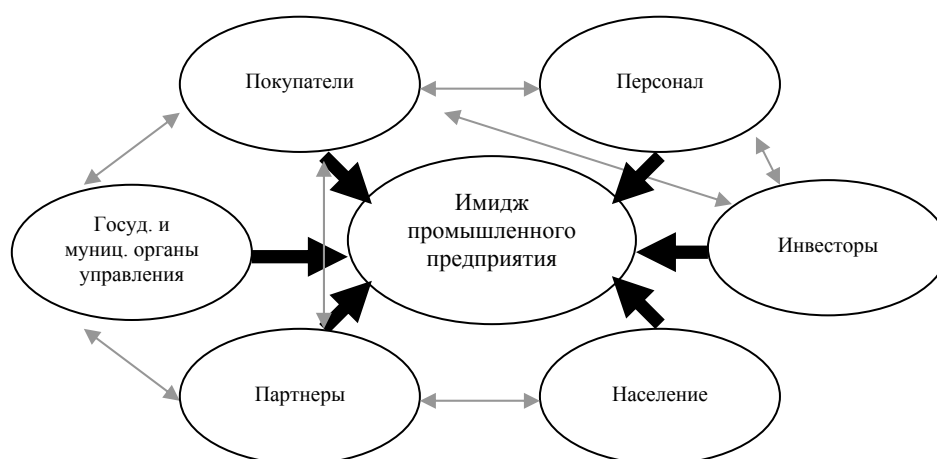 Покупатели
Персонал
Имидж
промышленного
предприятия
Госуд. и
муниц. органы
управления
Инвесторы
Партнеры
Население